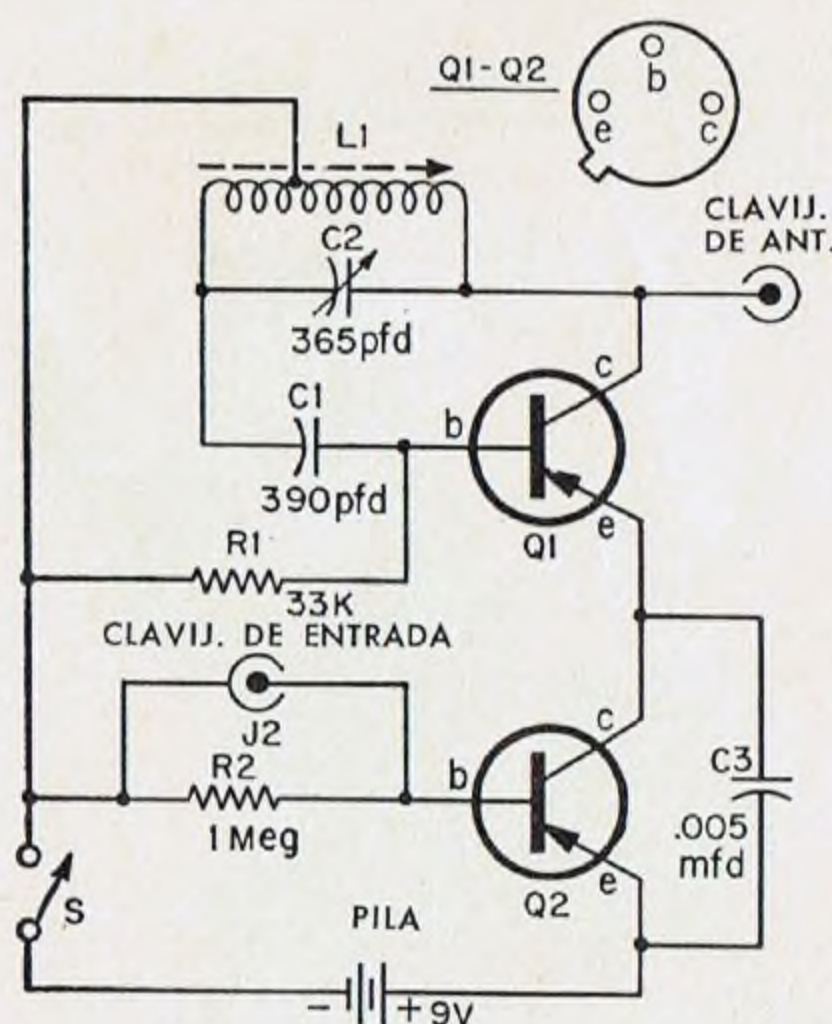 Q1-Q2
b
e
c
L1
CLAVIJ.
DE ANT.
C2
365pfd
c
C1
b
390pfd
e
R1
Q1
33K
CLAVIJ. DE ENTRADA
J2
c
R2
b
C3
1Meg
.005
mfd
e
Q2
S
PILA
- + 9V